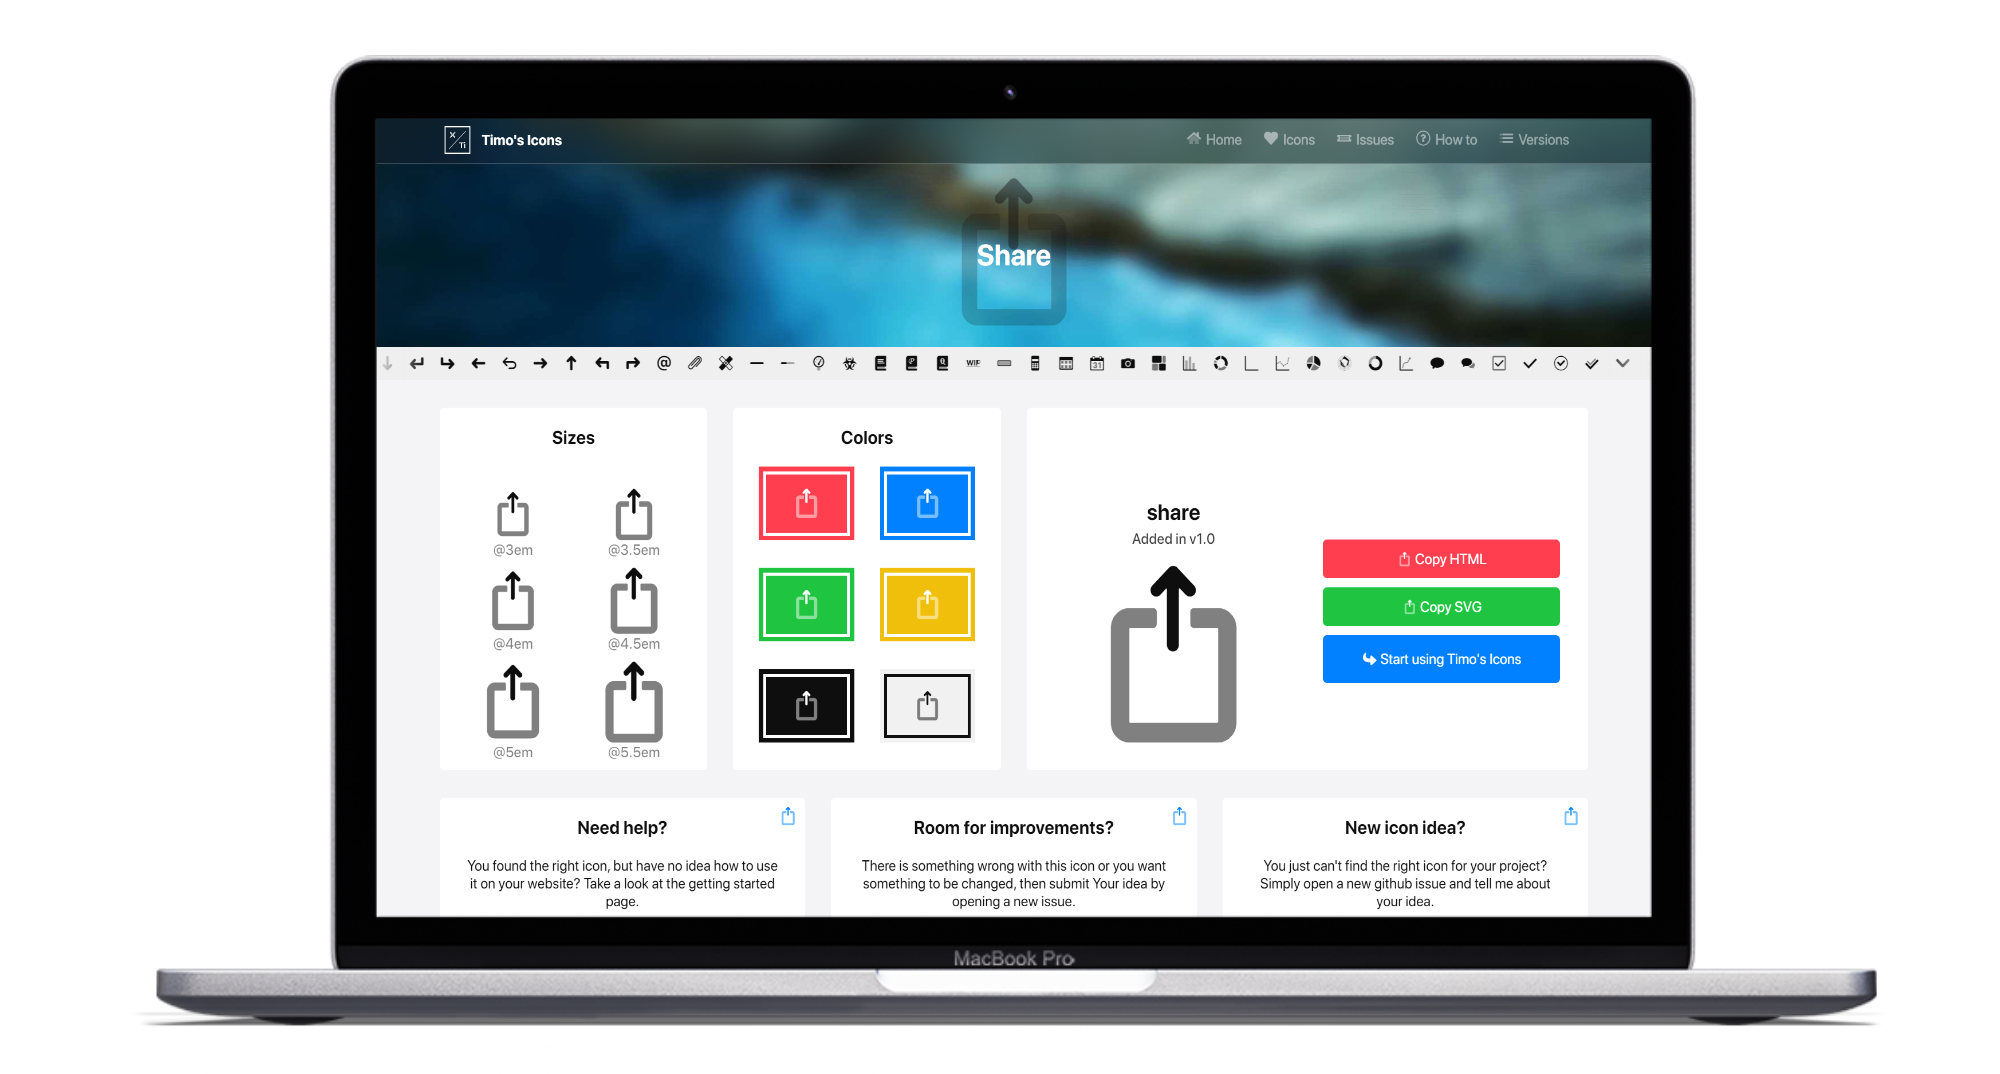 X
Ti
Timo's Icons
Home
Icons
Issues
How to
Versions
Share
WIF
31
Sizes
@3em
@3.5em
@4em
@4.5em
@5em
@5.5em
Colors
share
Added in v1.0
Copy HTML
Copy SVG
Start using Timo's Icons
Need help?
You found the right icon, but have no idea how to use
it on your website? Take a look at the getting started
page.
Room for improvements?
There is something wrong with this icon or you want
something to be changed, then submit Your idea by
opening a new issue.
New icon idea?
You just can't find the right icon for your project?
Simply open a new github issue and tell me about
your idea.
MacBook Pro